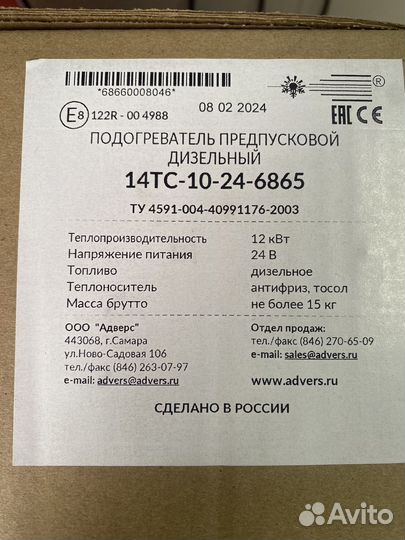 *68660008046*
®
E8 122R - 00 4988
08 02 2024
EAC CE
ПОДОГРЕВАТЕЛЬ ПРЕДПУСКОВОЙ
ДИЗЕЛЬНЫЙ
14ТС-10-24-6865
ТУ 4591-004-40991176-2003
Теплопроизводительность 12 кВт
Напряжение питания 24 В
Топливо дизельное
Теплоноситель антифриз, тосол
Масса брутто не более 15 кг
ООО "Адверс"
443068, г.Самара
ул.Ново-Садовая 106
тел./факс (846) 263-07-97
e-mail: advers@advers.ru
Отдел продаж:
тел./факс (846) 270-65-09
e-mail: sales@advers.ru
www.advers.ru
СДЕЛАНО В РОССИИ
Avito